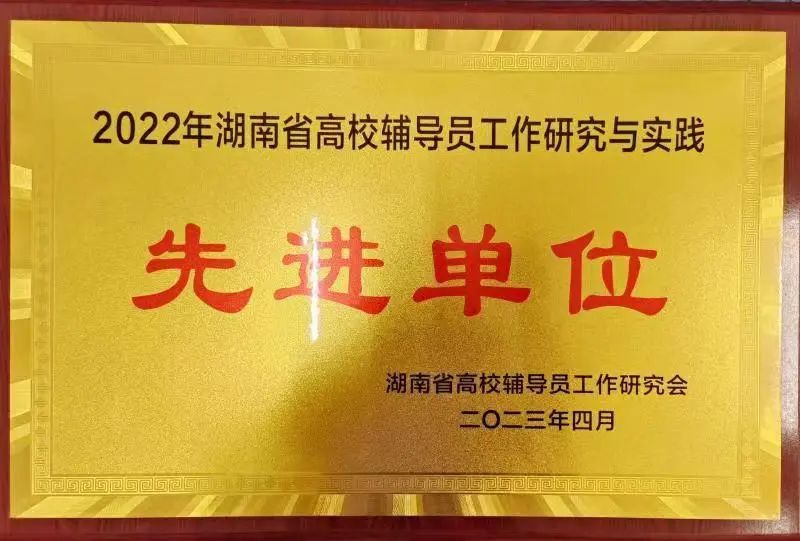 2022年湖南省高校辅导员工作研究与实践
先进单位
湖南省高校辅导员工作研究会
二〇二三年四月